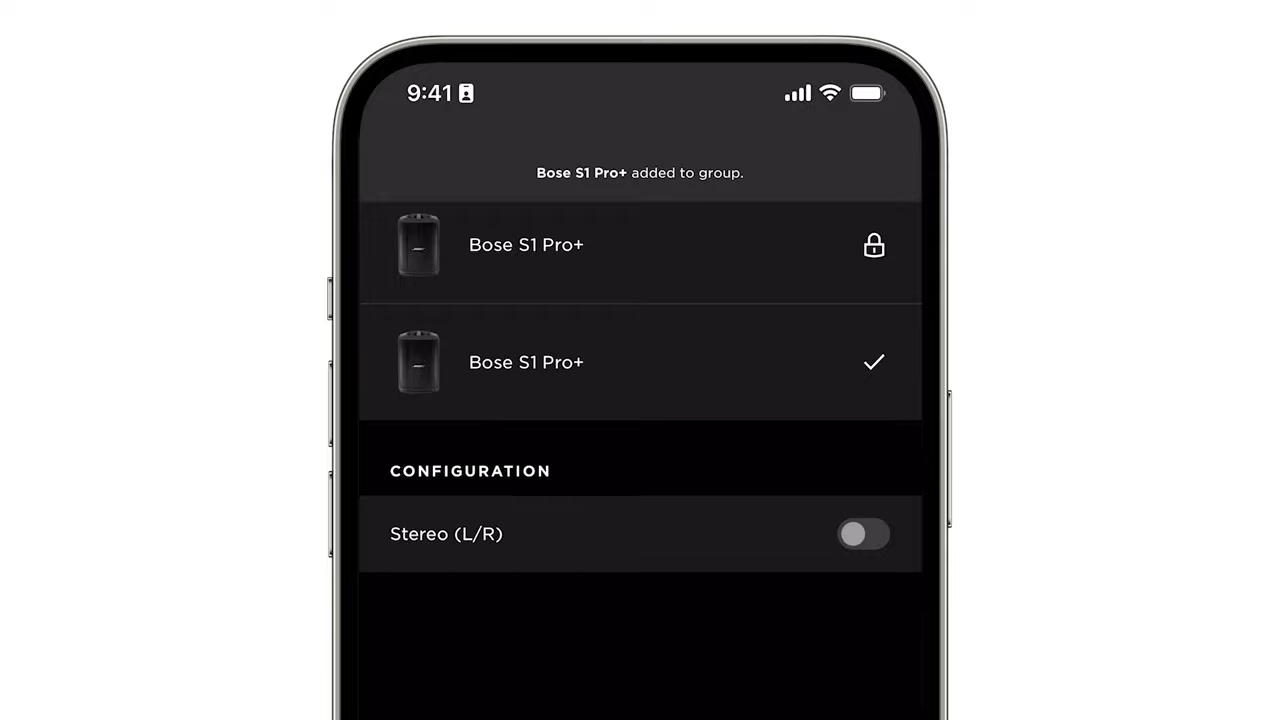 9:41
Bose S1 Pro+ added to group.
Bose S1 Pro+
Bose S1 Pro+
CONFIGURATION
Stereo (L/R)